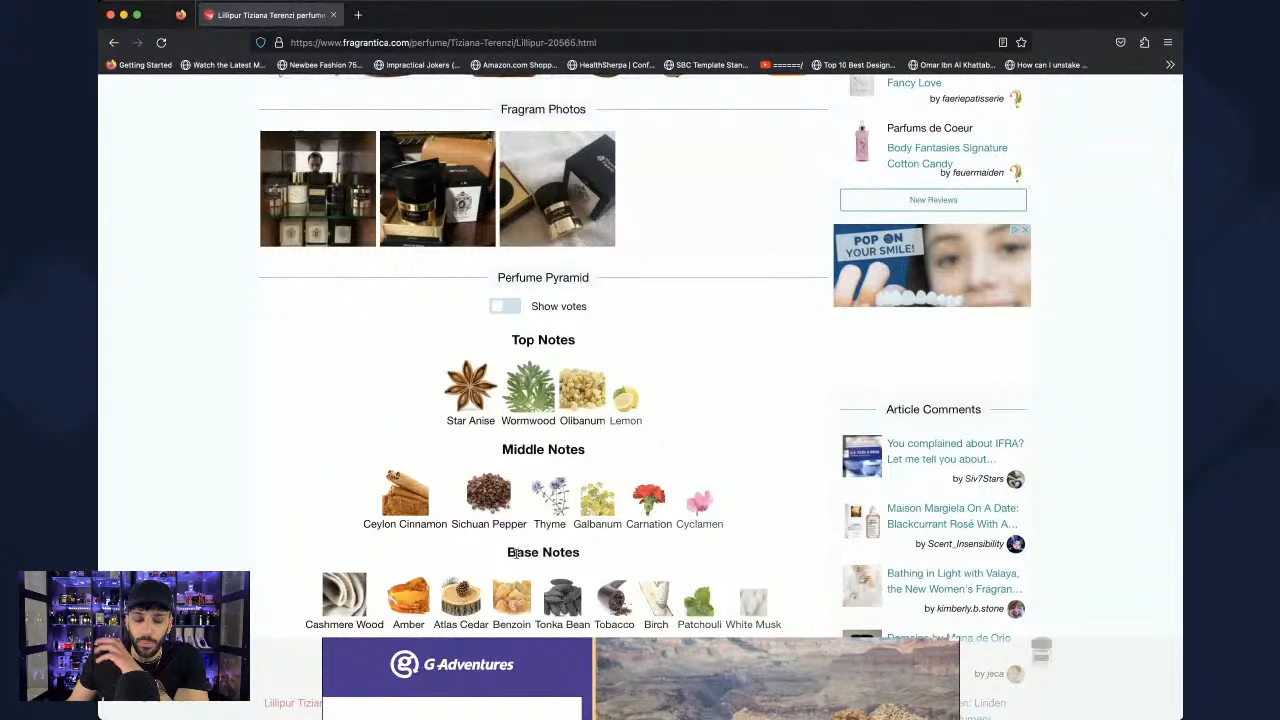 Lillipur Tiziana Terenzi perfume
https://www.fragrantica.com/perfume/Tiziana-Terenzi/Lillipur-20565.html
Getting Started
Watch the Latest M...
Newbee Fashion 75...
Impractical Jokers (...
Amazon.com Shopp...
HealthSherpa | Conf...
SBC Template Stan...
======/
Top 10 Best Design...
Omar Ibn Al Khattab...
How can I unstake ...
Fragram Photos
Perfume Pyramid
Show votes
Top Notes
Star Anise Wormwood Olibanum Lemon
Middle Notes
Ceylon Cinnamon Sichuan Pepper Thyme Galbanum Carnation Cyclamen
Base Notes
Cashmere Wood Amber Atlas Cedar Benzoin Tonka Bean Tobacco Birch Patchouli White Musk
G Adventures
Lillipur Tizian
Fancy Love
by faeriepatisserie
Parfums de Coeur
Body Fantasies Signature
Cotton Candy
by feuermaiden
New Reviews
POP ON
YOUR SMILE!
Article Comments
You complained about IFRA?
Let me tell you about...
by Siv7Stars
Maison Margiela On A Date:
Blackcurrant Rosé With A...
by Scent_Insensibility
Bathing in Light with Valaya,
the New Women's Fragran...
by kimberly.b.stone
by jeca
en: Linden